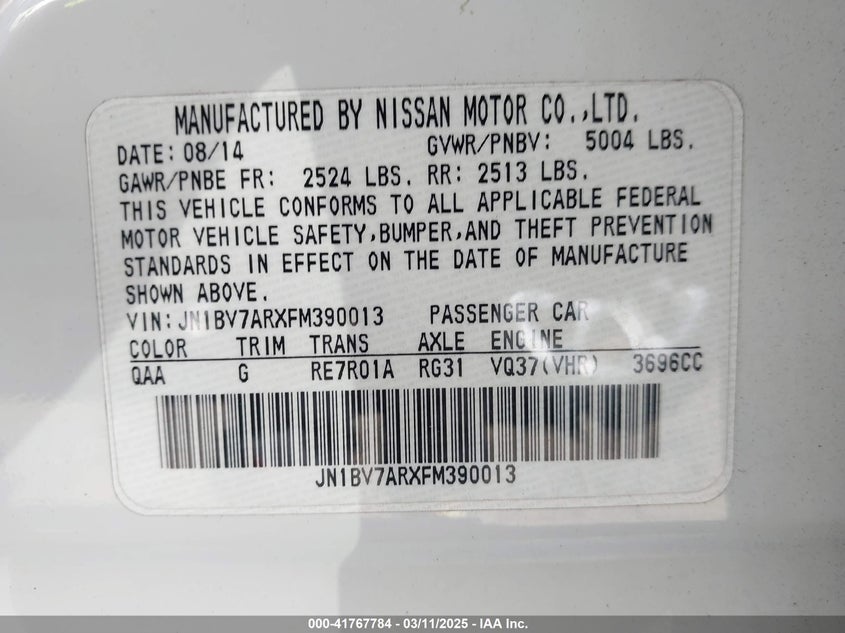 MANUFACTURED BY NISSAN MOTOR CO.,LTD.
DATE: 08/14 GVWR/PNBV: 5004 LBS.
GAWR/PNBE FR: 2524 LBS. RR: 2513 LBS.
THIS VEHICLE CONFORMS TO ALL APPLICABLE FEDERAL
MOTOR VEHICLE SAFETY,BUMPER,AND THEFT PREVENTION
STANDARDS IN EFFECT ON THE DATE OF MANUFACTURE
SHOWN ABOVE.
VIN:JN1BV7ARXFM390013 PASSENGER CAR
COLOR TRIM TRANS AXLE ENGINE
QAA G RE7R01A RG31 VQ37(VHR) 3696CC
JN1BV7ARXFM390013
000-41767784 - 03/11/2025 - IAA Inc.